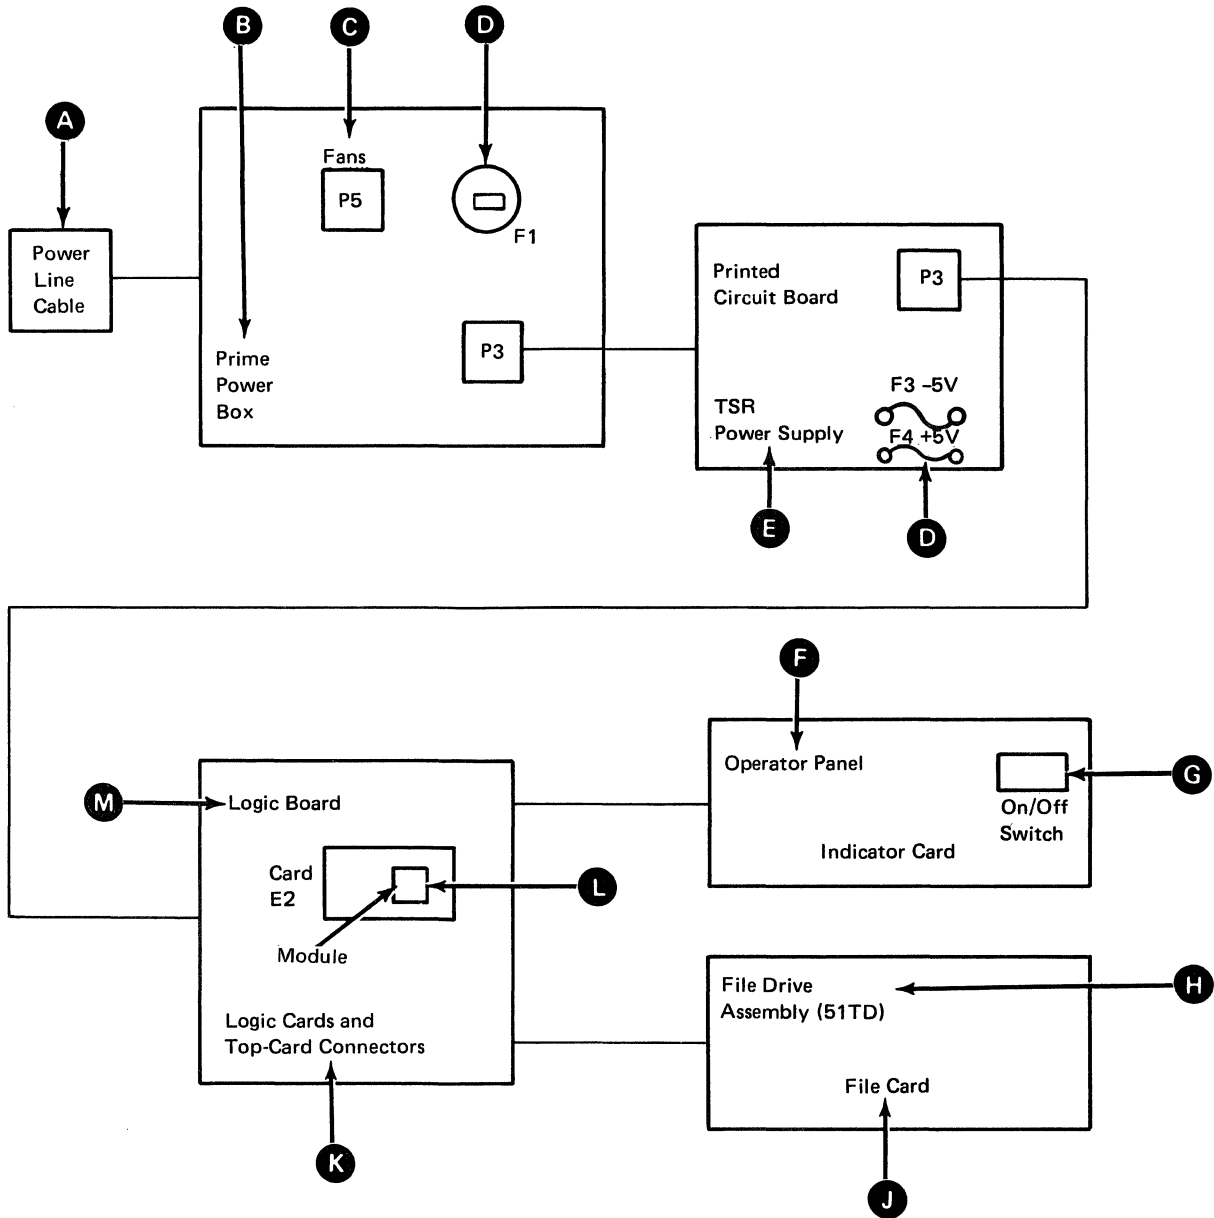 B
C
D
A
Fans
P5
F1
Power
Line
Cable
P3
Prime
Power
Box
Printed
Circuit Board
P3
F3 –5V
TSR
Power Supply
F4 +5V
E
D
F
Operator Panel
G
On/Off
Switch
Indicator Card
M
Logic Board
Card
E2
L
Module
Logic Cards and
Top-Card Connectors
K
File Drive
Assembly (51TD)
H
File Card
J